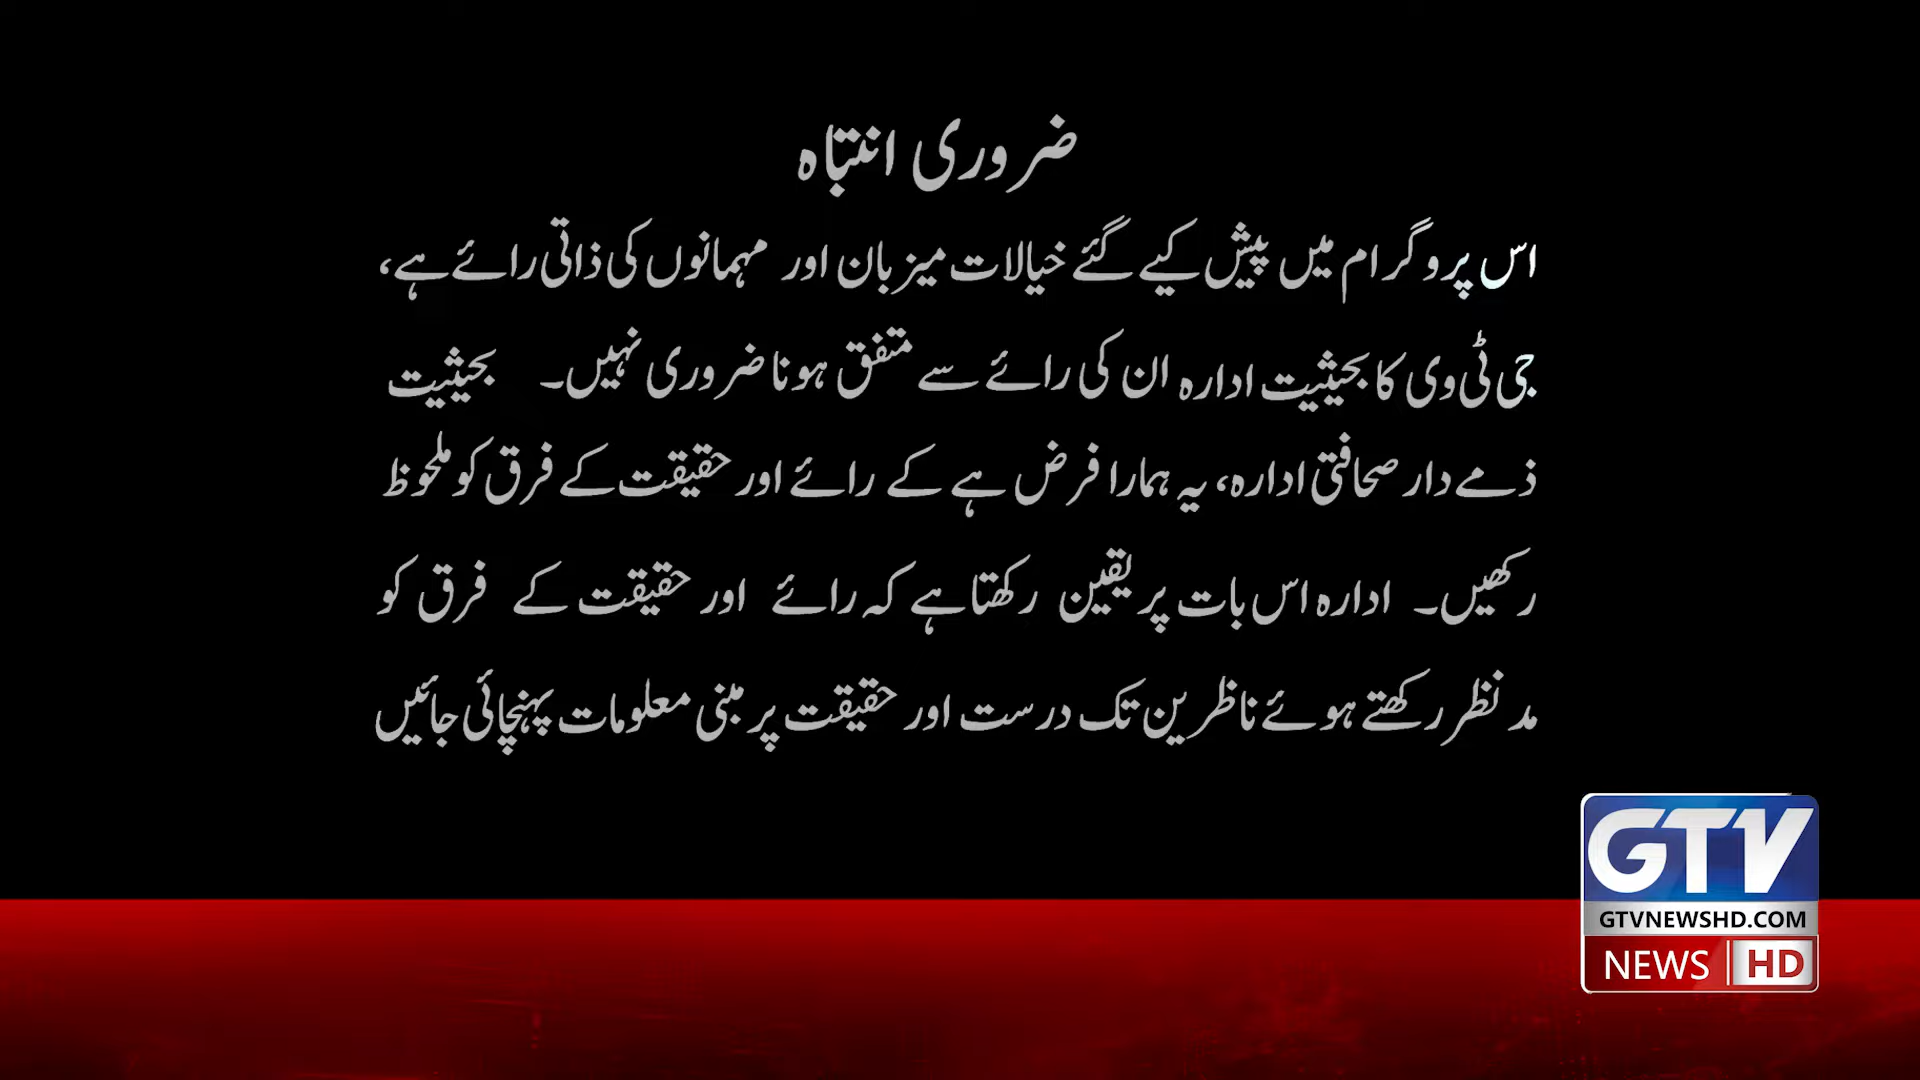 ضروری انتباہ
اس پروگرام میں پیش کیے گئے خیالات میزبان اور مہمانوں کی ذاتی رائے ہے،
جی ٹی وی کا بحیثیت ادارہ ان کی رائے سے متفق ہونا ضروری نہیں۔ بحیثیت
ذمے دار صحافتی ادارہ، یہ ہمارا فرض ہے کے رائے اور حقیقت کے فرق کو ملحوظ
رکھیں۔ ادارہ اس بات پر یقین رکھتا ہے کہ رائے اور حقیقت کے فرق کو
مد نظر رکھتے ہوئے ناظرین تک درست اور حقیقت پر مبنی معلومات پہنچائی جائیں
GTV
GTVNEWSHD.COM
NEWS HD